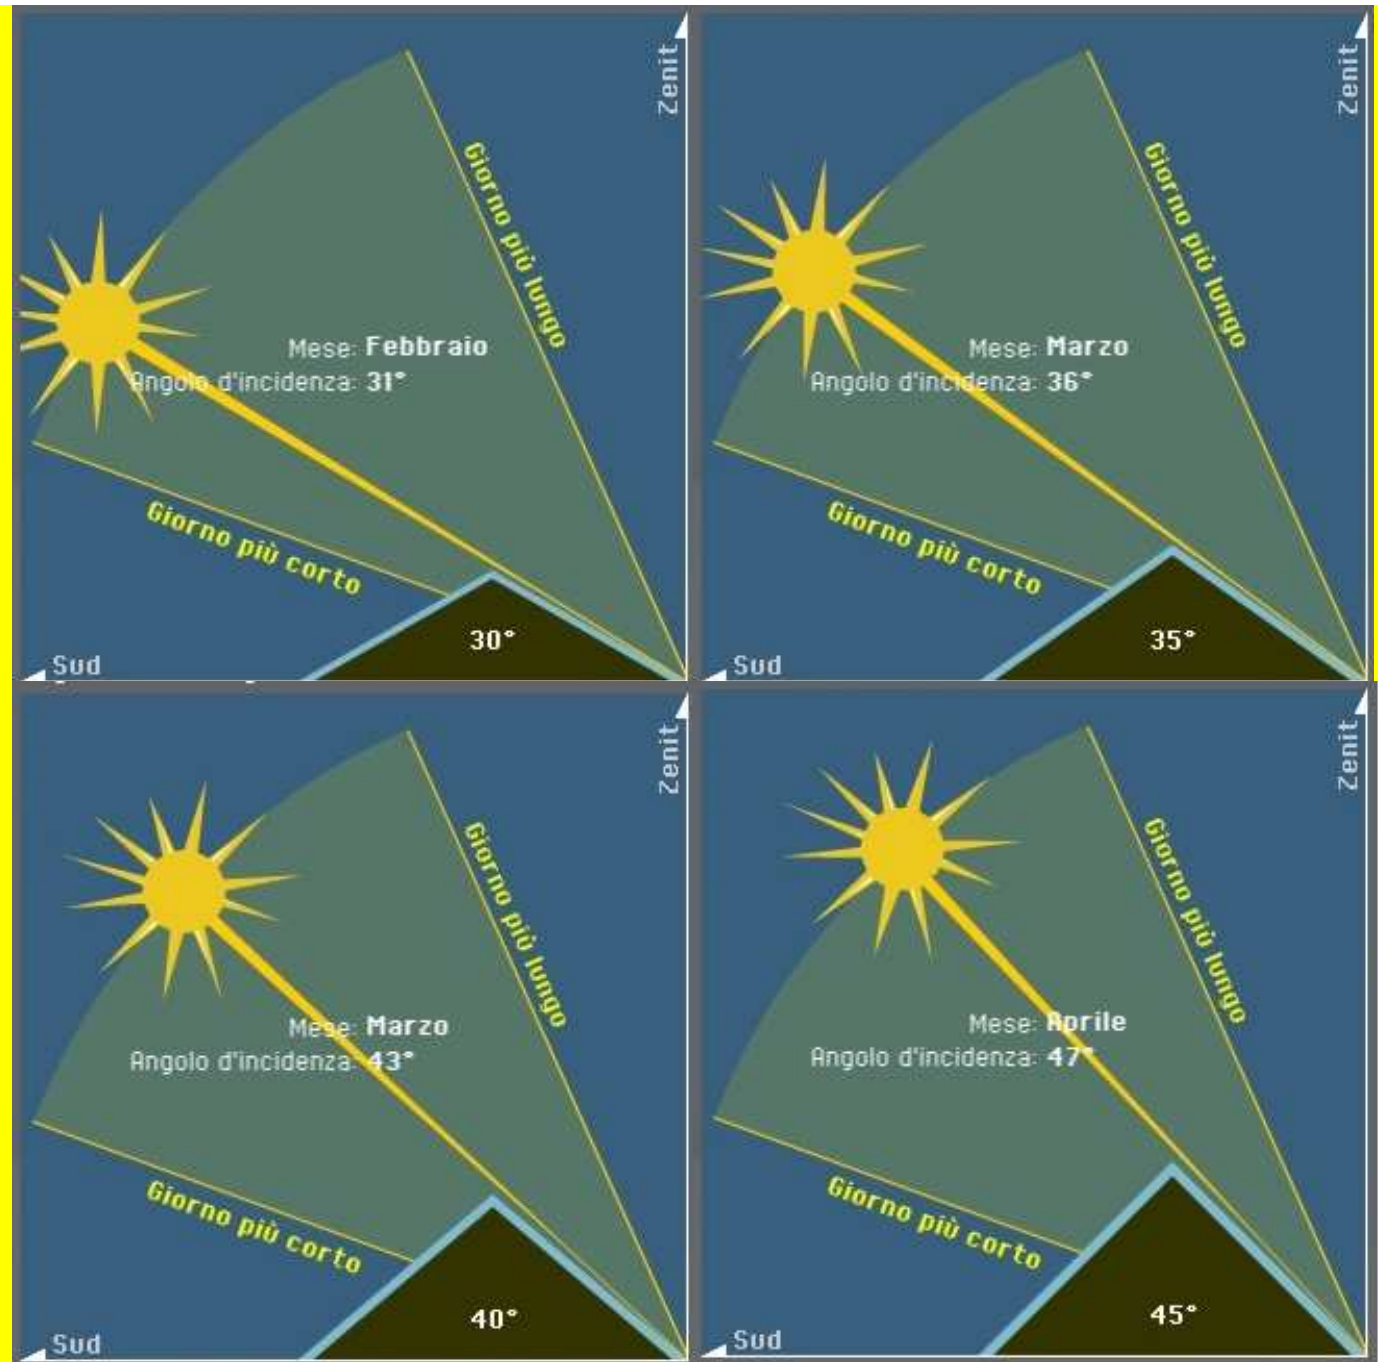 Zenit
Giorno più lungo
Mese: Febbraio
Angolo d'incidenza: 31°
Giorno più corto
30°
Sud
Zenit
Giorno più lungo
Mese: Marzo
Angolo d'incidenza: 36°
Giorno più corto
35°
Sud
Zenit
Giorno più lungo
Mese: Marzo
Angolo d'incidenza: 43°
Giorno più corto
40°
Sud
Zenit
Giorno più lungo
Mese: Aprile
Angolo d'incidenza: 47°
Giorno più corto
45°
Sud